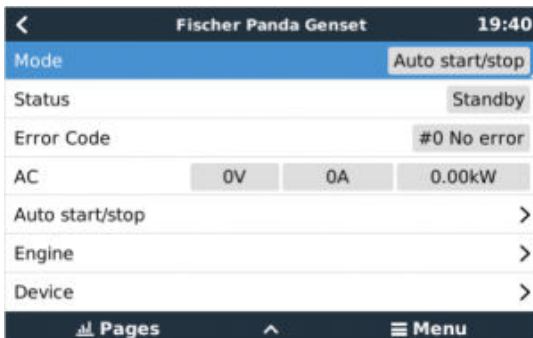 Fischer Panda Genset 19:40
Mode Auto start/stop
Status Standby
Error Code #0 No error
AC 0V 0A 0.00kW
Auto start/stop
Engine
Device
Pages Menu